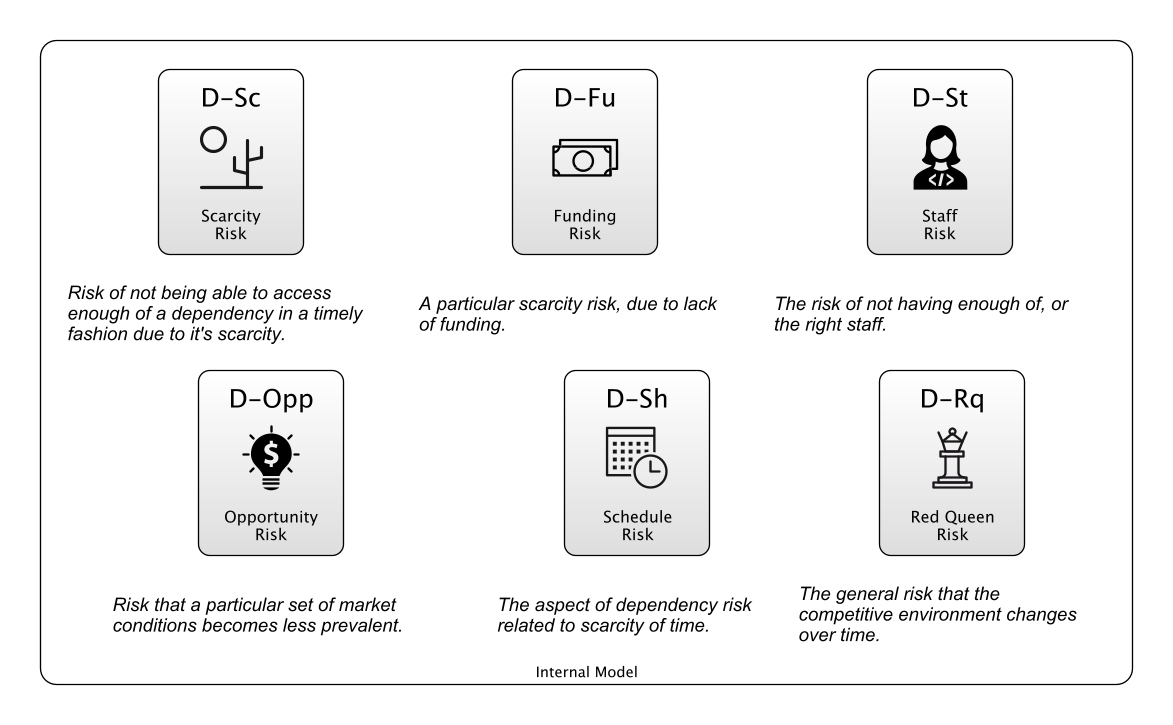 D-Sc
Scarcity
Risk
Risk of not being able to access
enough of a dependency in a timely
fashion due to it's scarcity.
D-Fu
Funding
Risk
A particular scarcity risk, due to lack
of funding.
D-St
</>
Staff
Risk
The risk of not having enough of, or
the right staff.
D-Opp
$
Opportunity
Risk
Risk that a particular set of market
conditions becomes less prevalent.
D-Sh
Schedule
Risk
The aspect of dependency risk
related to scarcity of time.
D-Rq
Red Queen
Risk
The general risk that the
competitive environment changes
over time.
Internal Model